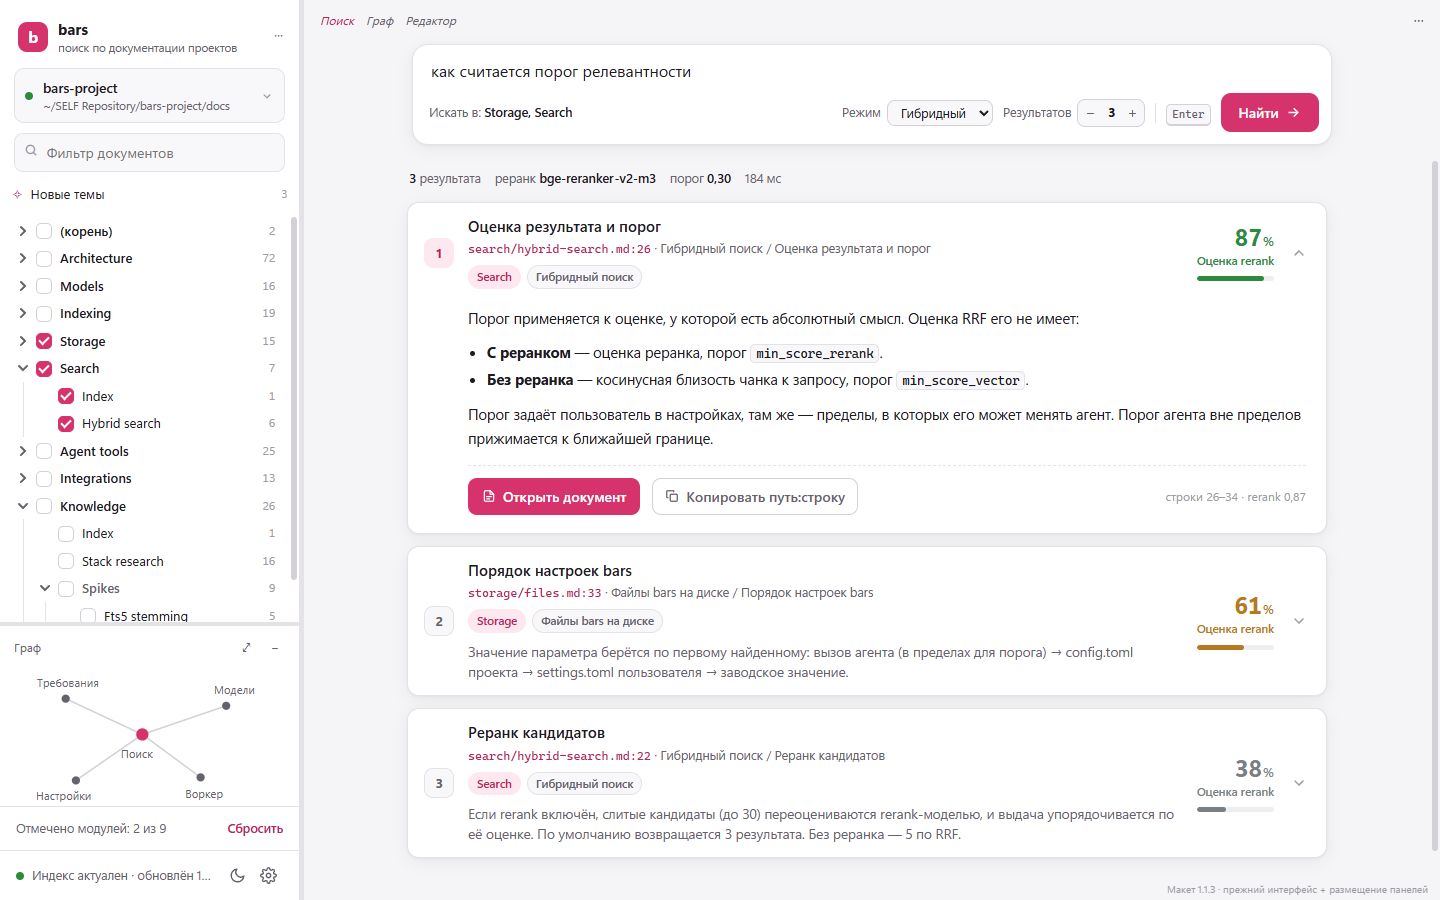 bars
поиск по документации проектов
bars-project
~/SELF Repository/bars-project/docs
Фильтр документов
Новые темы 3
(корень) 2
Architecture 72
Models 16
Indexing 19
Storage 15
Search 7
Index 1
Hybrid search 6
Agent tools 25
Integrations 13
Knowledge 26
Index 1
Stack research 16
Spikes 9
Fts5 stemming 5
Граф
Требования
Модели
Поиск
Настройки
Воркер
Отмечено модулей: 2 из 9 Сбросить
Индекс актуален · обновлён 1...
Поиск Граф Редактор
как считается порог релевантности
Искать в: Storage, Search Режим Гибридный Результатов − 3 + Enter Найти →
3 результата реранк bge-reranker-v2-m3 порог 0,30 184 мс
1
Оценка результата и порог
search/hybrid-search.md:26 · Гибридный поиск / Оценка результата и порог
Search Гибридный поиск
87%
Оценка rerank
Порог применяется к оценке, у которой есть абсолютный смысл. Оценка RRF его не имеет:
• С реранком — оценка реранка, порог min_score_rerank.
• Без реранка — косинусная близость чанка к запросу, порог min_score_vector.
Порог задаёт пользователь в настройках, там же — пределы, в которых его может менять агент. Порог агента вне пределов
прижимается к ближайшей границе.
Открыть документ Копировать путь:строку строки 26–34 · rerank 0,87
2
Порядок настроек bars
storage/files.md:33 · Файлы bars на диске / Порядок настроек bars
Storage Файлы bars на диске
61%
Оценка rerank
Значение параметра берётся по первому найденному: вызов агента (в пределах для порога) → config.toml
проекта → settings.toml пользователя → заводское значение.
3
Реранк кандидатов
search/hybrid-search.md:22 · Гибридный поиск / Реранк кандидатов
Search Гибридный поиск
38%
Оценка rerank
Если rerank включён, слитые кандидаты (до 30) переоцениваются rerank-моделью, и выдача упорядочивается по
её оценке. По умолчанию возвращается 3 результата. Без реранка — 5 по RRF.
Макет 1.1.3 · прежний интерфейс + размещение панелей